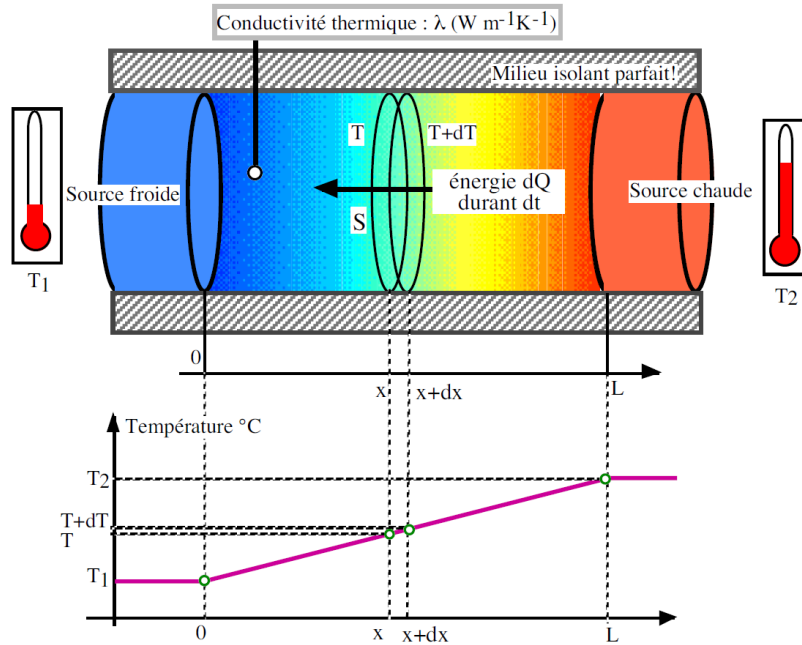 Conductivité thermique : λ (W m⁻¹K⁻¹)
Milieu isolant parfait!
T
T+dT
énergie dQ
durant dt
Source froide
Source chaude
S
T1
T2
0
x
x+dx
L
Température °C
T2
T+dT
T
T1
0
x
x+dx
L